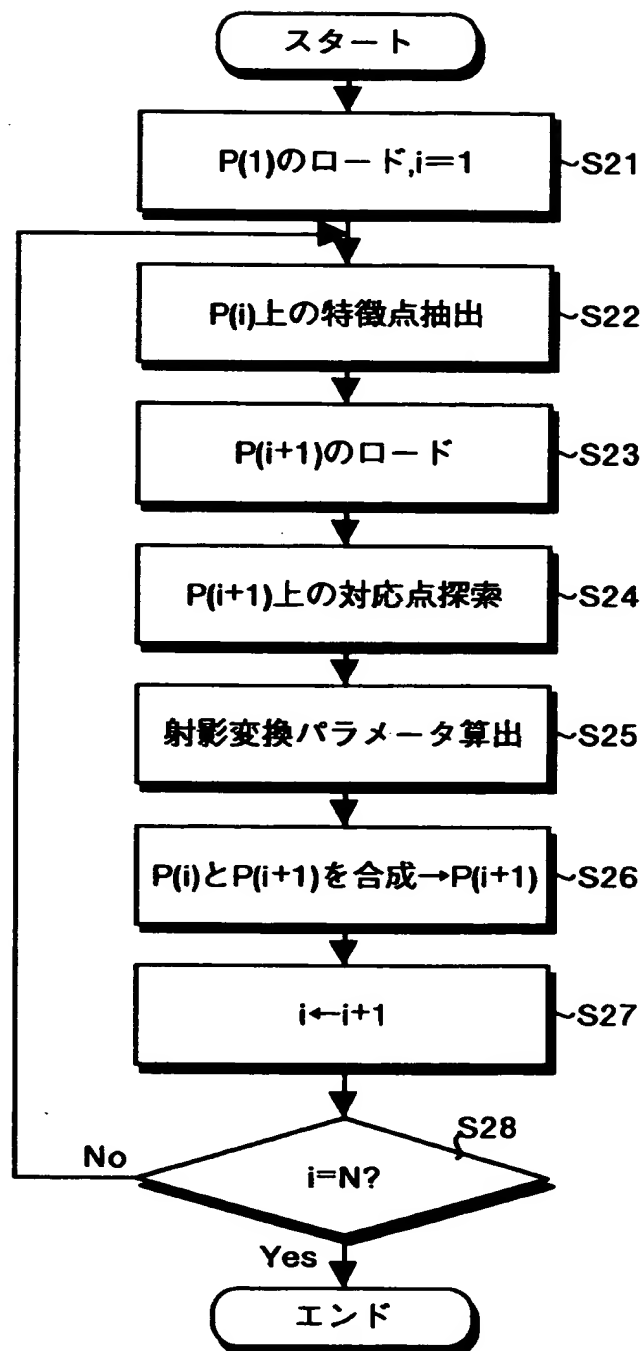 スタート
P(1)のロード,i=1
~S21
P(i)上の特徴点抽出
~S22
P(i+1)のロード
~S23
P(i+1)上の対応点探索
~S24
射影変換パラメータ算出
~S25
P(i)とP(i+1)を合成→P(i+1)
~S26
i←i+1
~S27
S28
No
i=N?
Yes
エンド